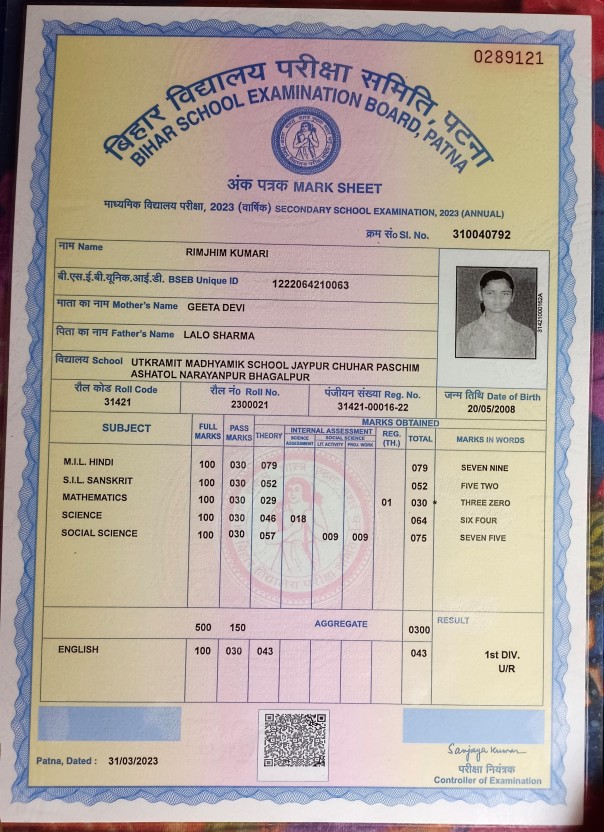 0289121
बिहार विद्यालय परीक्षा समिति, पटना
BIHAR SCHOOL EXAMINATION BOARD, PATNA
अंक पत्रक MARK SHEET
माध्यमिक विद्यालय परीक्षा, 2023 (वार्षिक) SECONDARY SCHOOL EXAMINATION, 2023 (ANNUAL)
क्रम सं० Sl. No. 310040792
नाम Name RIMJHIM KUMARI
बी.एस.ई.बी.यूनिक.आई.डी. BSEB Unique ID 1222064210063
माता का नाम Mother's Name GEETA DEVI
पिता का नाम Father's Name LALO SHARMA
विद्यालय School UTKRAMIT MADHYAMIK SCHOOL JAYPUR CHUHAR PASCHIM
ASHATOL NARAYANPUR BHAGALPUR
31421000162A
रौल कोड Roll Code रौल नं० Roll No. पंजीयन संख्या Reg. No. जन्म तिथि Date of Birth
31421 2300021 31421-00016-22 20/05/2008
SUBJECT FULL MARKS PASS MARKS MARKS OBTAINED
THEORY INTERNAL ASSESSMENT REG. (TH.) TOTAL MARKS IN WORDS
SCIENCE ASSESSMENT SOCIAL SCIENCE
LIT. ACTIVITY PROJ. WORK
M.I.L. HINDI 100 030 079 079 SEVEN NINE
S.I.L. SANSKRIT 100 030 052 052 FIVE TWO
MATHEMATICS 100 030 029 01 030 * THREE ZERO
SCIENCE 100 030 046 018 064 SIX FOUR
SOCIAL SCIENCE 100 030 057 009 009 075 SEVEN FIVE
500 150 AGGREGATE 0300 RESULT
ENGLISH 100 030 043 043 1st DIV.
U/R
Patna, Dated : 31/03/2023
Sanjaya Kumar
परीक्षा नियंत्रक
Controller of Examination